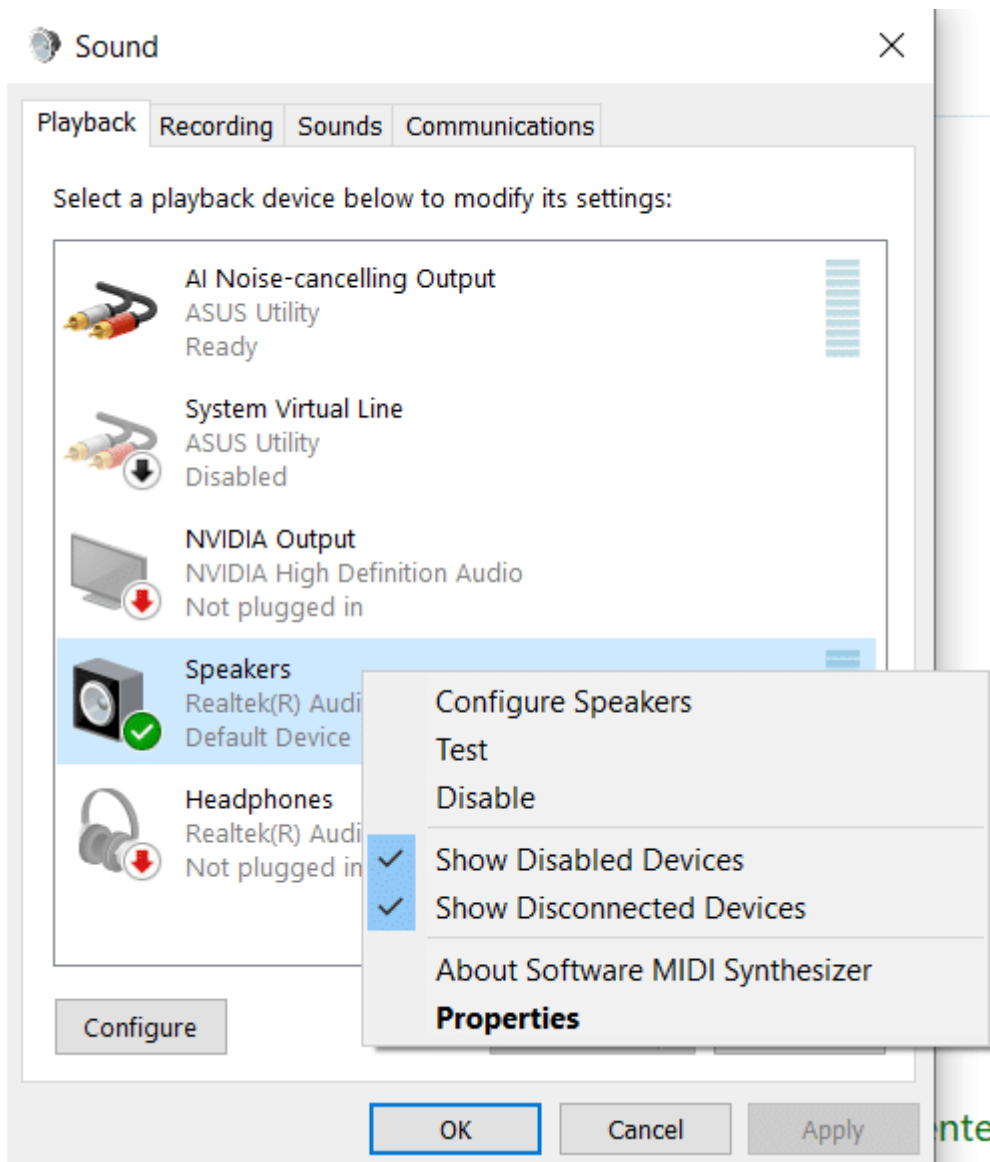 Sound
Playback Recording Sounds Communications
Select a playback device below to modify its settings:
AI Noise-cancelling Output
ASUS Utility
Ready
System Virtual Line
ASUS Utility
Disabled
NVIDIA Output
NVIDIA High Definition Audio
Not plugged in
Speakers
Realtek(R) Audi
Default Device
Headphones
Realtek(R) Audi
Not plugged in
Configure Speakers
Test
Disable
Show Disabled Devices
Show Disconnected Devices
About Software MIDI Synthesizer
Properties
Configure
OK Cancel Apply
ente